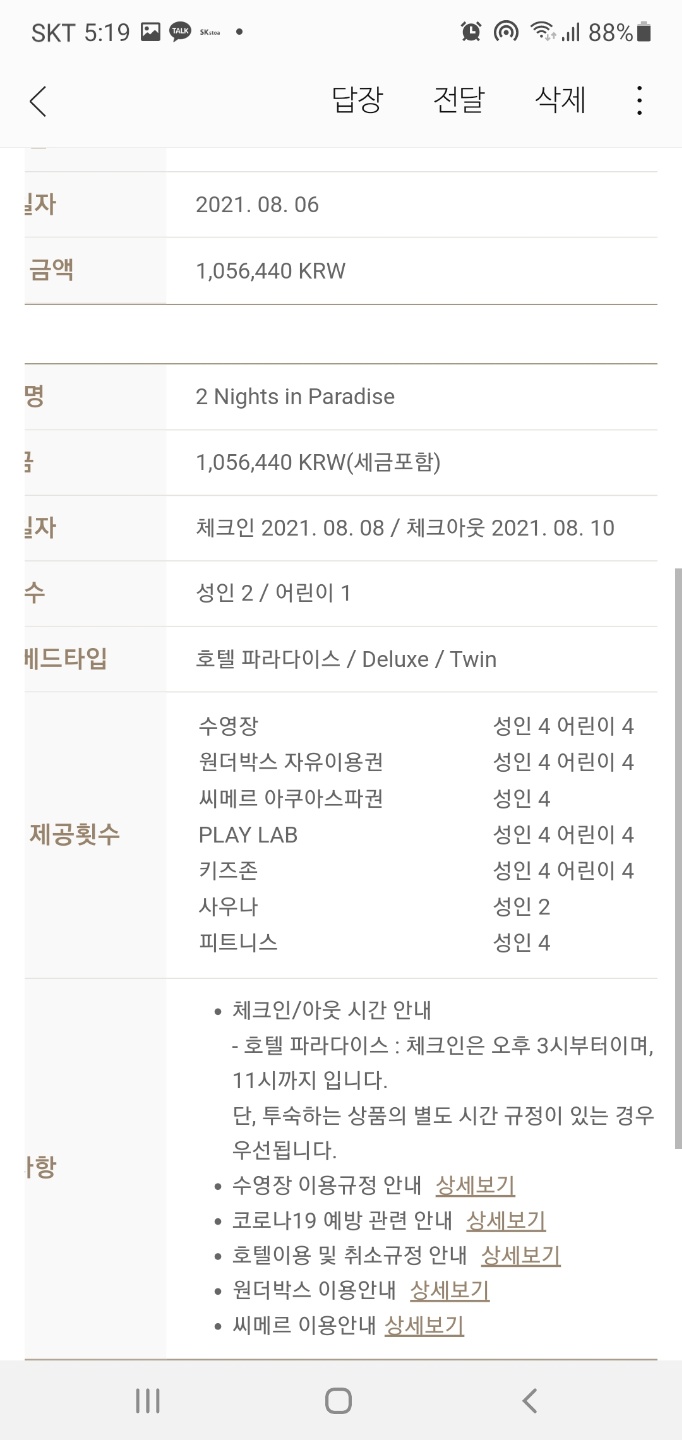 SKT 5:19 TALK SKstoa 88%
답장 전달 삭제
일자 2021. 08. 06
금액 1,056,440 KRW
명 2 Nights in Paradise
금 1,056,440 KRW(세금포함)
일자 체크인 2021. 08. 08 / 체크아웃 2021. 08. 10
수 성인 2 / 어린이 1
베드타입 호텔 파라다이스 / Deluxe / Twin
제공횟수
수영장 성인 4 어린이 4
원더박스 자유이용권 성인 4 어린이 4
씨메르 아쿠아스파권 성인 4
PLAY LAB 성인 4 어린이 4
키즈존 성인 4 어린이 4
사우나 성인 2
피트니스 성인 4
사항
• 체크인/아웃 시간 안내
- 호텔 파라다이스 : 체크인은 오후 3시부터이며,
11시까지 입니다.
단, 투숙하는 상품의 별도 시간 규정이 있는 경우
우선됩니다.
• 수영장 이용규정 안내 상세보기
• 코로나19 예방 관련 안내 상세보기
• 호텔이용 및 취소규정 안내 상세보기
• 원더박스 이용안내 상세보기
• 씨메르 이용안내 상세보기